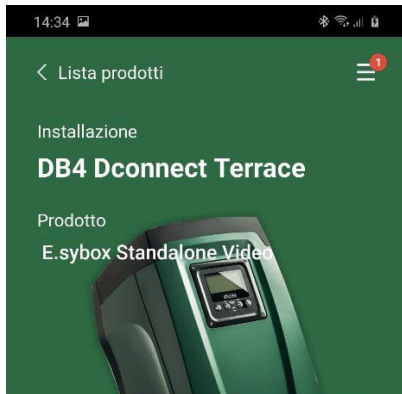 14:34
Lista prodotti
1
Installazione
DB4 Dconnect Terrace
Prodotto
E.sybox Standalone Video